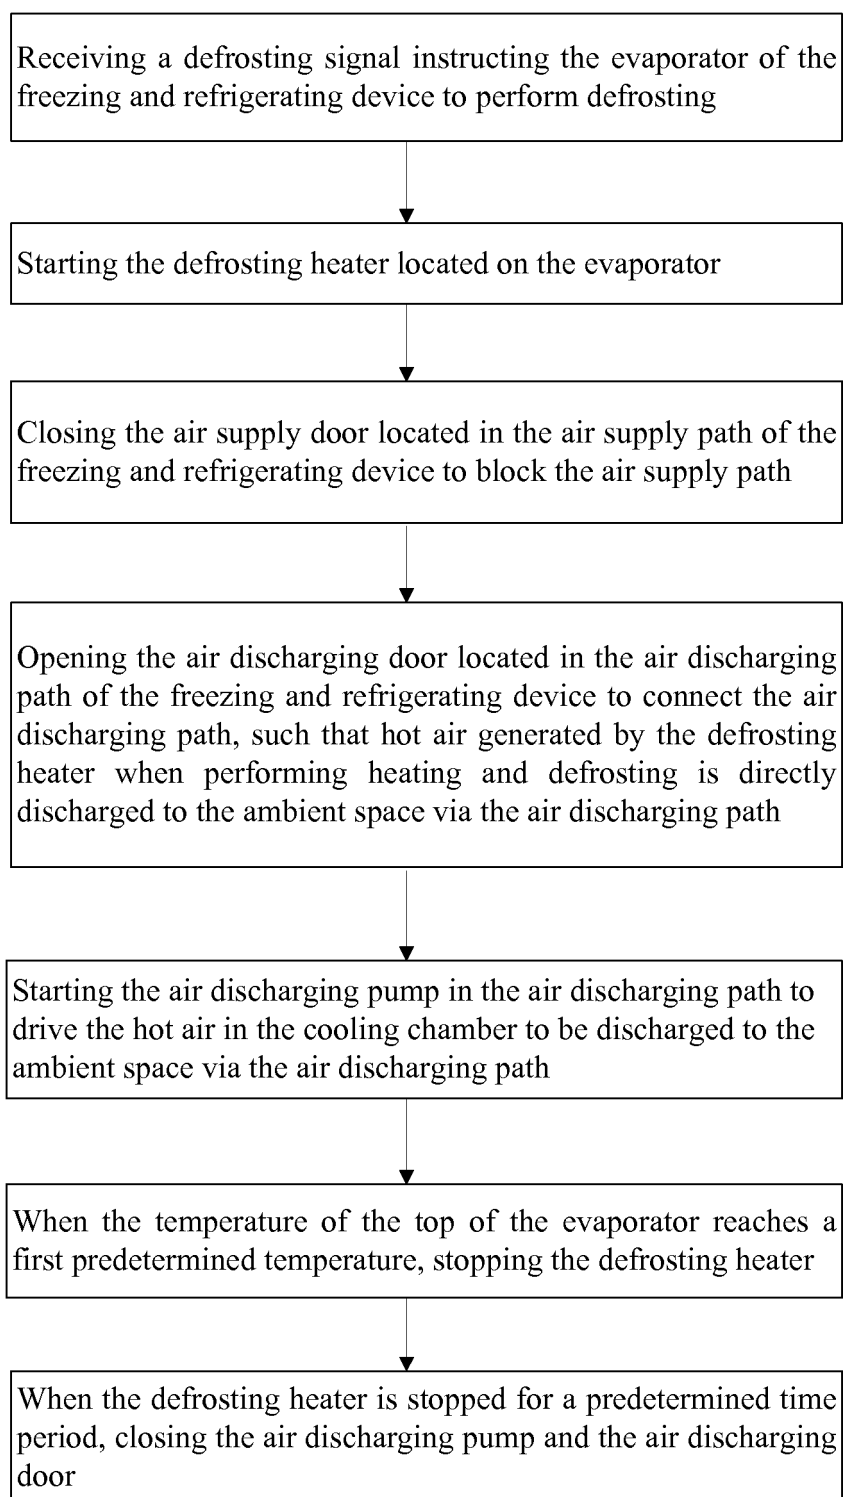 Receiving a defrosting signal instructing the evaporator of the
freezing and refrigerating device to perform defrosting
Starting the defrosting heater located on the evaporator
Closing the air supply door located in the air supply path of the
freezing and refrigerating device to block the air supply path
Opening the air discharging door located in the air discharging
path of the freezing and refrigerating device to connect the air
discharging path, such that hot air generated by the defrosting
heater when performing heating and defrosting is directly
discharged to the ambient space via the air discharging path
Starting the air discharging pump in the air discharging path to
drive the hot air in the cooling chamber to be discharged to the
ambient space via the air discharging path
When the temperature of the top of the evaporator reaches a
first predetermined temperature, stopping the defrosting heater
When the defrosting heater is stopped for a predetermined time
period, closing the air discharging pump and the air discharging
door